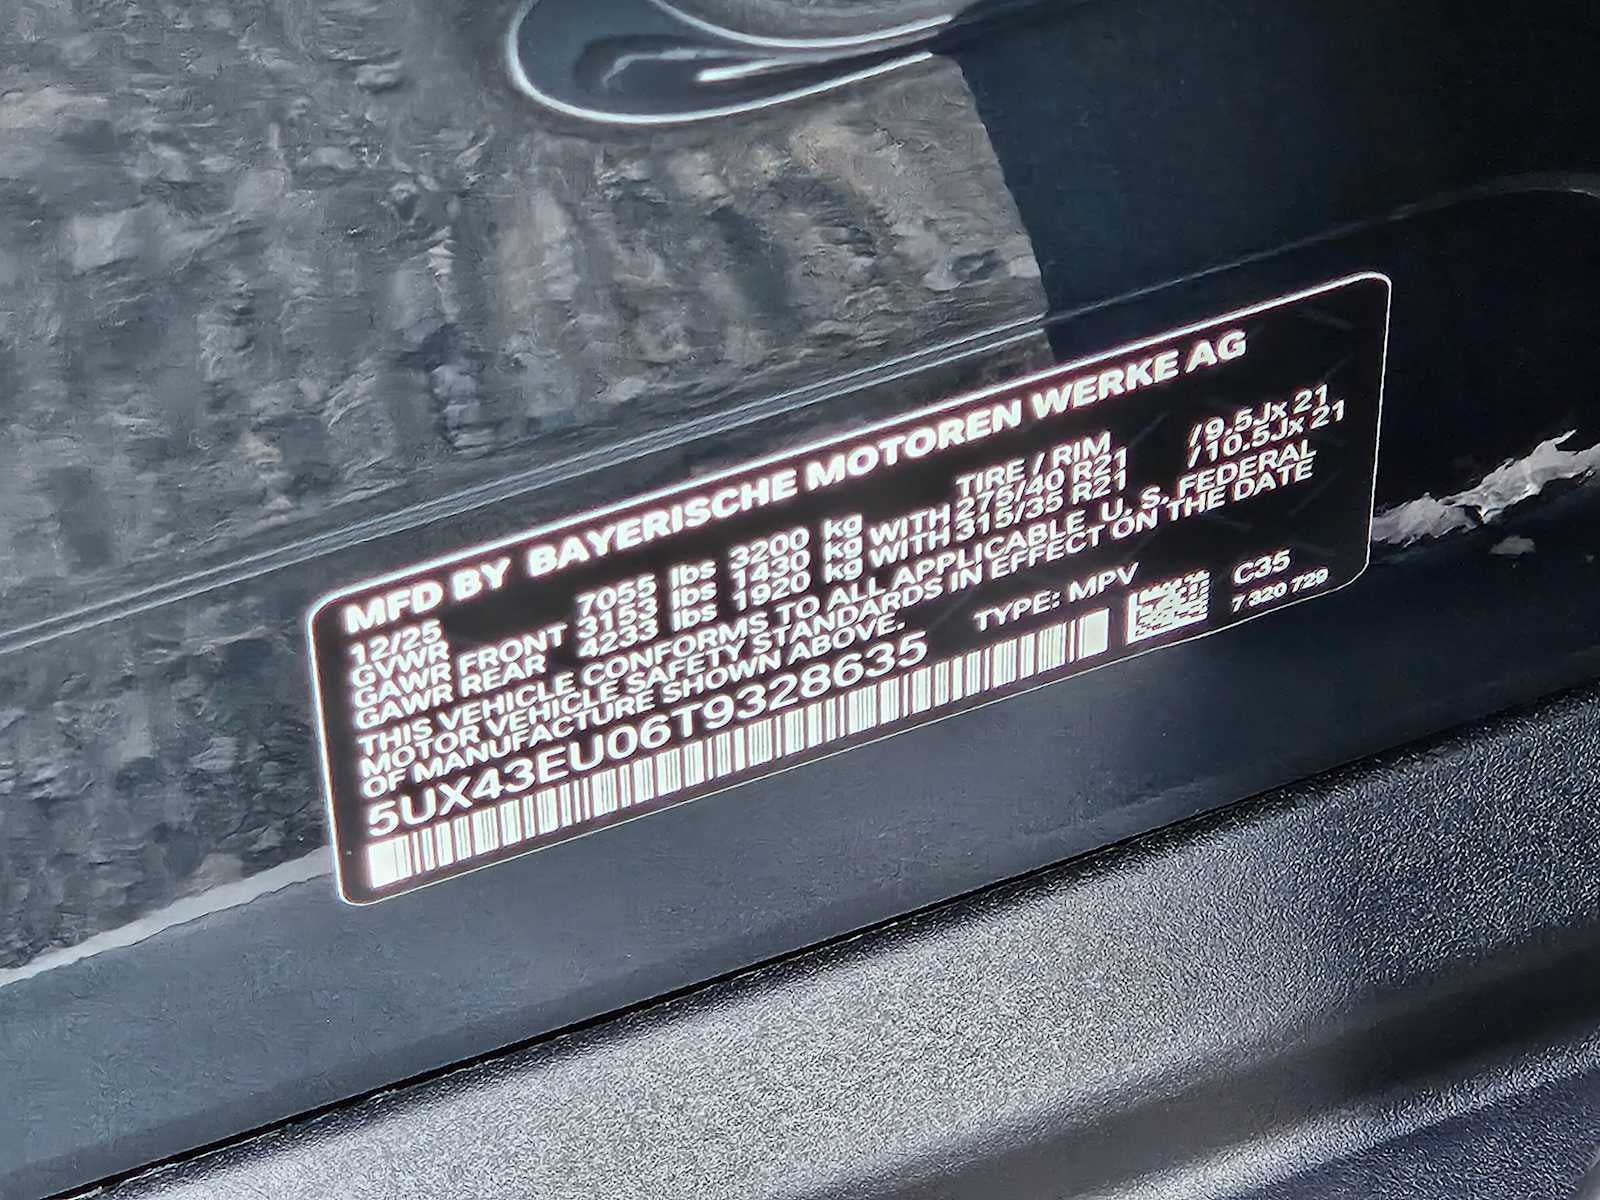 MFD BY BAYERISCHE MOTOREN WERKE AG
12/25 TIRE / RIM
GVWR 7055 lbs 3200 kg
GAWR FRONT 3153 lbs 1430 kg WITH 275/40 R21 /9.5Jx 21
GAWR REAR 4233 lbs 1920 kg WITH 315/35 R21 /10.5Jx 21
THIS VEHICLE CONFORMS TO ALL APPLICABLE U. S. FEDERAL
MOTOR VEHICLE SAFETY STANDARDS IN EFFECT ON THE DATE
OF MANUFACTURE SHOWN ABOVE.
5UX43EU06T9328635 TYPE: MPV C35
7 320 729